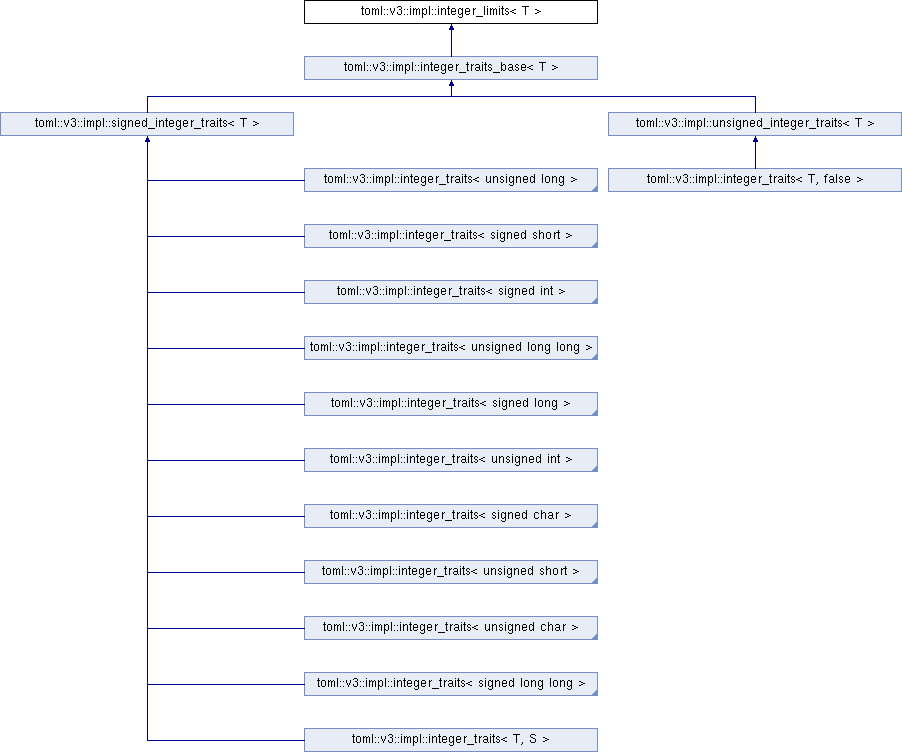 toml::v3::impl::integer_limits< T >
toml::v3::impl::integer_traits_base< T >
toml::v3::impl::signed_integer_traits< T >
toml::v3::impl::unsigned_integer_traits< T >
toml::v3::impl::integer_traits< unsigned long >
toml::v3::impl::integer_traits< T, false >
toml::v3::impl::integer_traits< signed short >
toml::v3::impl::integer_traits< signed int >
toml::v3::impl::integer_traits< unsigned long long >
toml::v3::impl::integer_traits< signed long >
toml::v3::impl::integer_traits< unsigned int >
toml::v3::impl::integer_traits< signed char >
toml::v3::impl::integer_traits< unsigned short >
toml::v3::impl::integer_traits< unsigned char >
toml::v3::impl::integer_traits< signed long long >
toml::v3::impl::integer_traits< T, S >